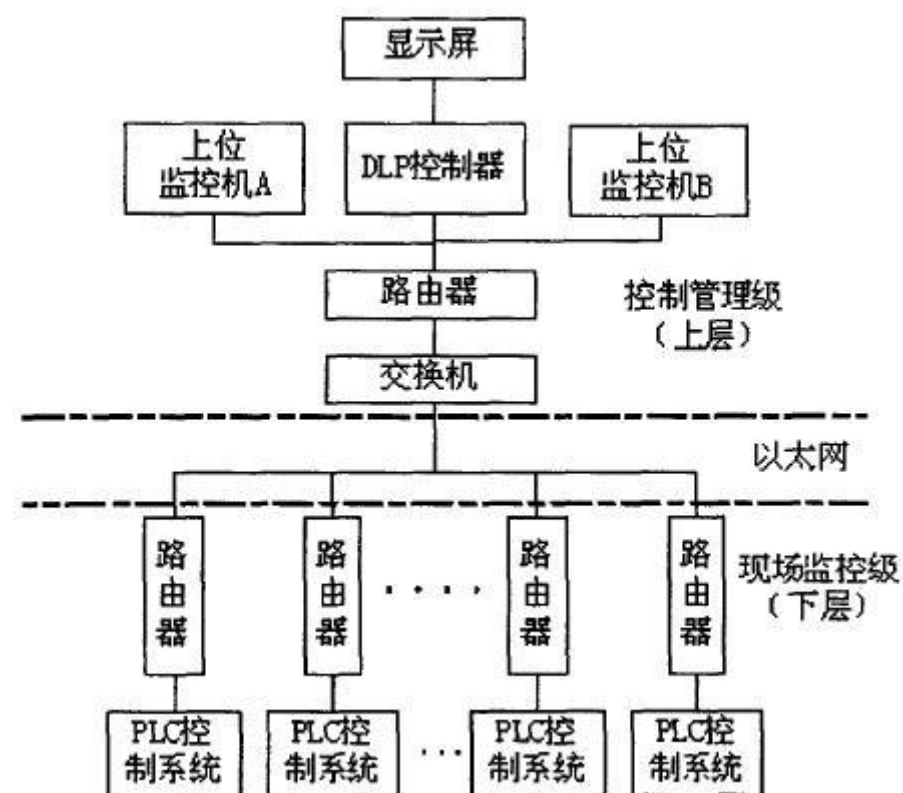 显示屏
上位
监控机A
DLP控制器
上位
监控机B
路由器
控制管理级
（上层）
交换机
以太网
路由器
路由器
····
路由器
路由器
现场监控级
（下层）
PLC控
制系统
PLC控
制系统
...
PLC控
制系统
PLC控
制系统